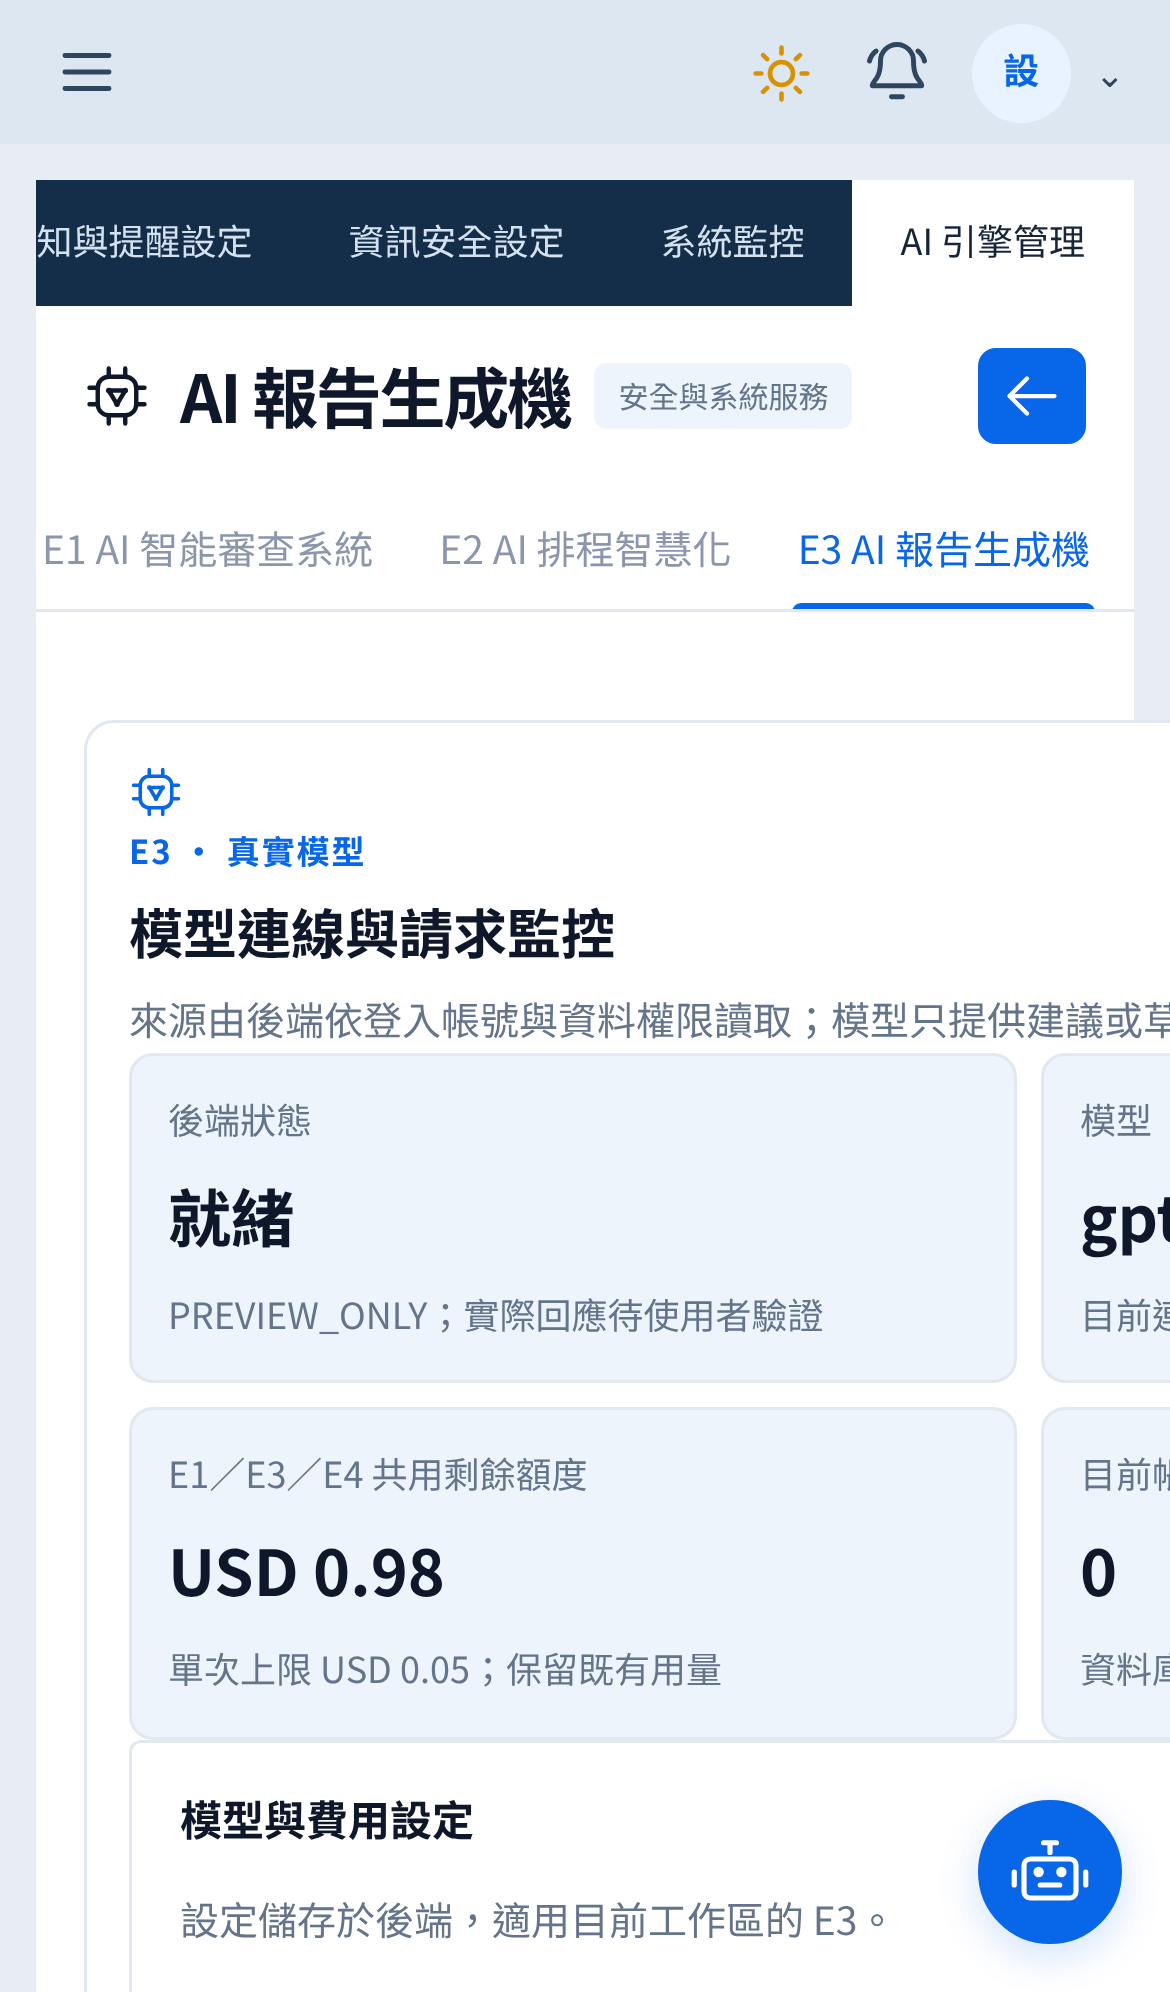 設
知與提醒設定 資訊安全設定 系統監控 AI 引擎管理
AI 報告生成機 安全與系統服務
E1 AI 智能審查系統 E2 AI 排程智慧化 E3 AI 報告生成機
E3 · 真實模型
模型連線與請求監控
來源由後端依登入帳號與資料權限讀取；模型只提供建議或草
後端狀態
就緒
PREVIEW_ONLY；實際回應待使用者驗證
模型
gpt
目前連
E1／E3／E4 共用剩餘額度
USD 0.98
單次上限 USD 0.05；保留既有用量
目前帳
0
資料庫
模型與費用設定
設定儲存於後端，適用目前工作區的 E3。